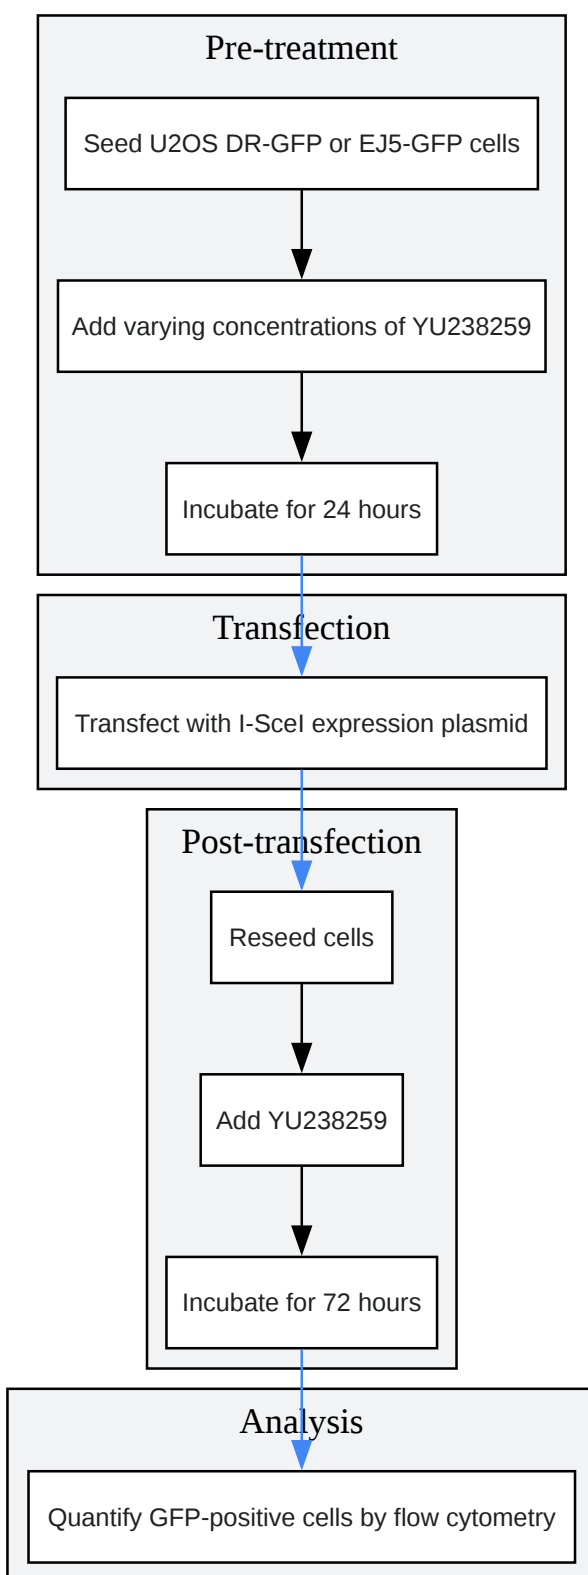 Pre-treatment
Seed U2OS DR-GFP or EJ5-GFP cells
Add varying concentrations of YU238259
Incubate for 24 hours
Transfection
Transfect with I-SceI expression plasmid
Post-transfection
Reseed cells
Add YU238259
Incubate for 72 hours
Analysis
Quantify GFP-positive cells by flow cytometry